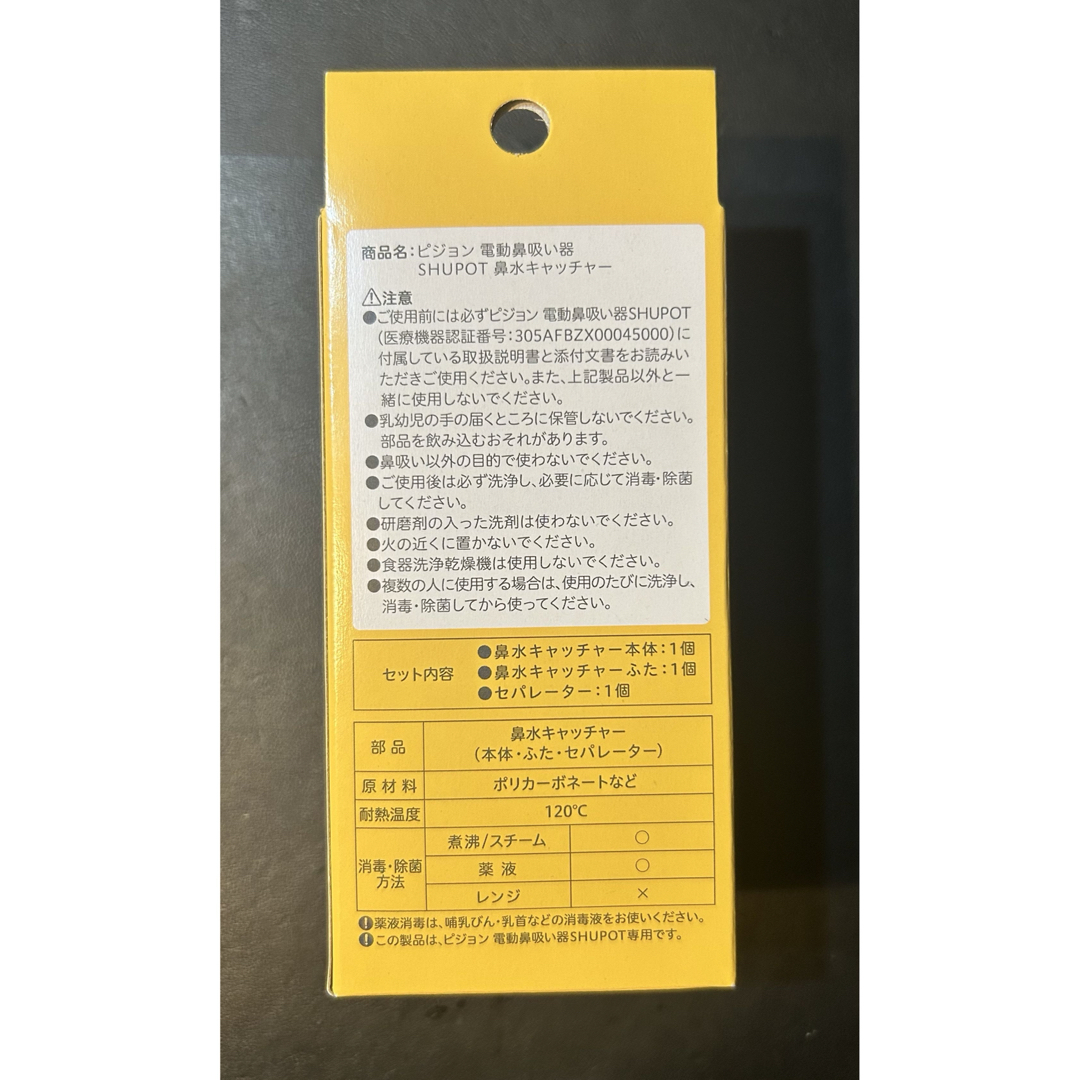 商品名：ピジョン 電動鼻吸い器
SHUPOT 鼻水キャッチャー
⚠注意
●ご使用前には必ずピジョン 電動鼻吸い器SHUPOT
（医療機器認証番号：305AFBZX00045000）に
付属している取扱説明書と添付文書をお読みい
ただきご使用ください。また、上記製品以外と一
緒に使用しないでください。
●乳幼児の手の届くところに保管しないでください。
部品を飲み込むおそれがあります。
●鼻吸い以外の目的で使わないでください。
●ご使用後は必ず洗浄し、必要に応じて消毒・除菌
してください。
●研磨剤の入った洗剤は使わないでください。
●火の近くに置かないでください。
●食器洗浄乾燥機は使用しないでください。
●複数の人に使用する場合は、使用のたびに洗浄し、
消毒・除菌してから使ってください。
セット内容
●鼻水キャッチャー本体：1個
●鼻水キャッチャーふた：1個
●セパレーター：1個
部品
鼻水キャッチャー
（本体・ふた・セパレーター）
原材料 ポリカーボネートなど
耐熱温度 120℃
消毒・除菌
方法
煮沸/スチーム ○
薬液 ○
レンジ ×
❗薬液消毒は、哺乳びん・乳首などの消毒液をお使いください。
❗この製品は、ピジョン 電動鼻吸い器SHUPOT専用です。